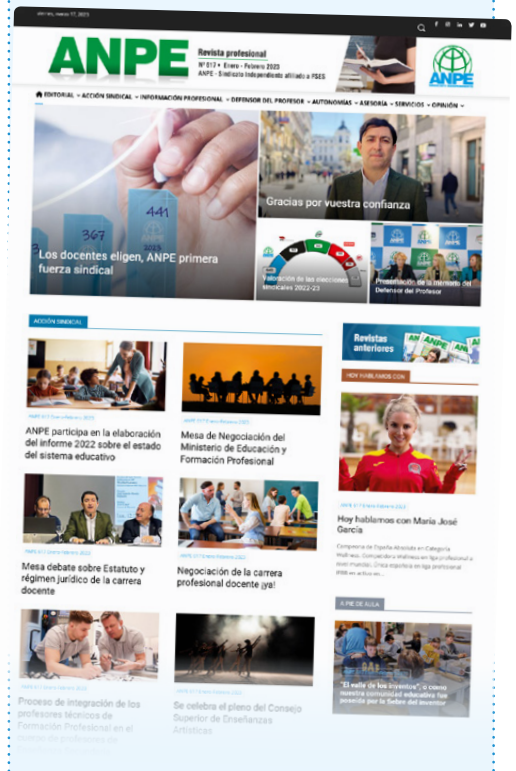 viernes, marzo 17, 2023
ANPE
Revista profesional
Nº 617 • Enero - Febrero 2023
ANPE - Sindicato Independiente afiliado a FSES
ANPE
EDITORIAL
ACCIÓN SINDICAL
INFORMACIÓN PROFESIONAL
DEFENSOR DEL PROFESOR
AUTONOMÍAS
ASESORÍA
SERVICIOS
OPINIÓN
367
441
2023
Los docentes eligen, ANPE primera
fuerza sindical
Gracias por vuestra confianza
Valoración de las elecciones
sindicales 2022-23
Presentación de la memoria del
Defensor del Profesor
ACCIÓN SINDICAL
ANPE participa en la elaboración
del informe 2022 sobre el estado
del sistema educativo
Mesa de Negociación del
Ministerio de Educación y
Formación Profesional
Mesa debate sobre Estatuto y
régimen jurídico de la carrera
docente
Negociación de la carrera
profesional docente ¡ya!
Proceso de integración de los
profesores técnicos de
Formación Profesional en el
Se celebra el pleno del Consejo
Superior de Enseñanzas
Artísticas
Revistas
anteriores
HOY HABLAMOS CON
Hoy hablamos con María José
García
A PIE DE AULA
"El valle de los inventos", o como
nuestra comunidad educativa fue
poseída por la fiebre del inventor